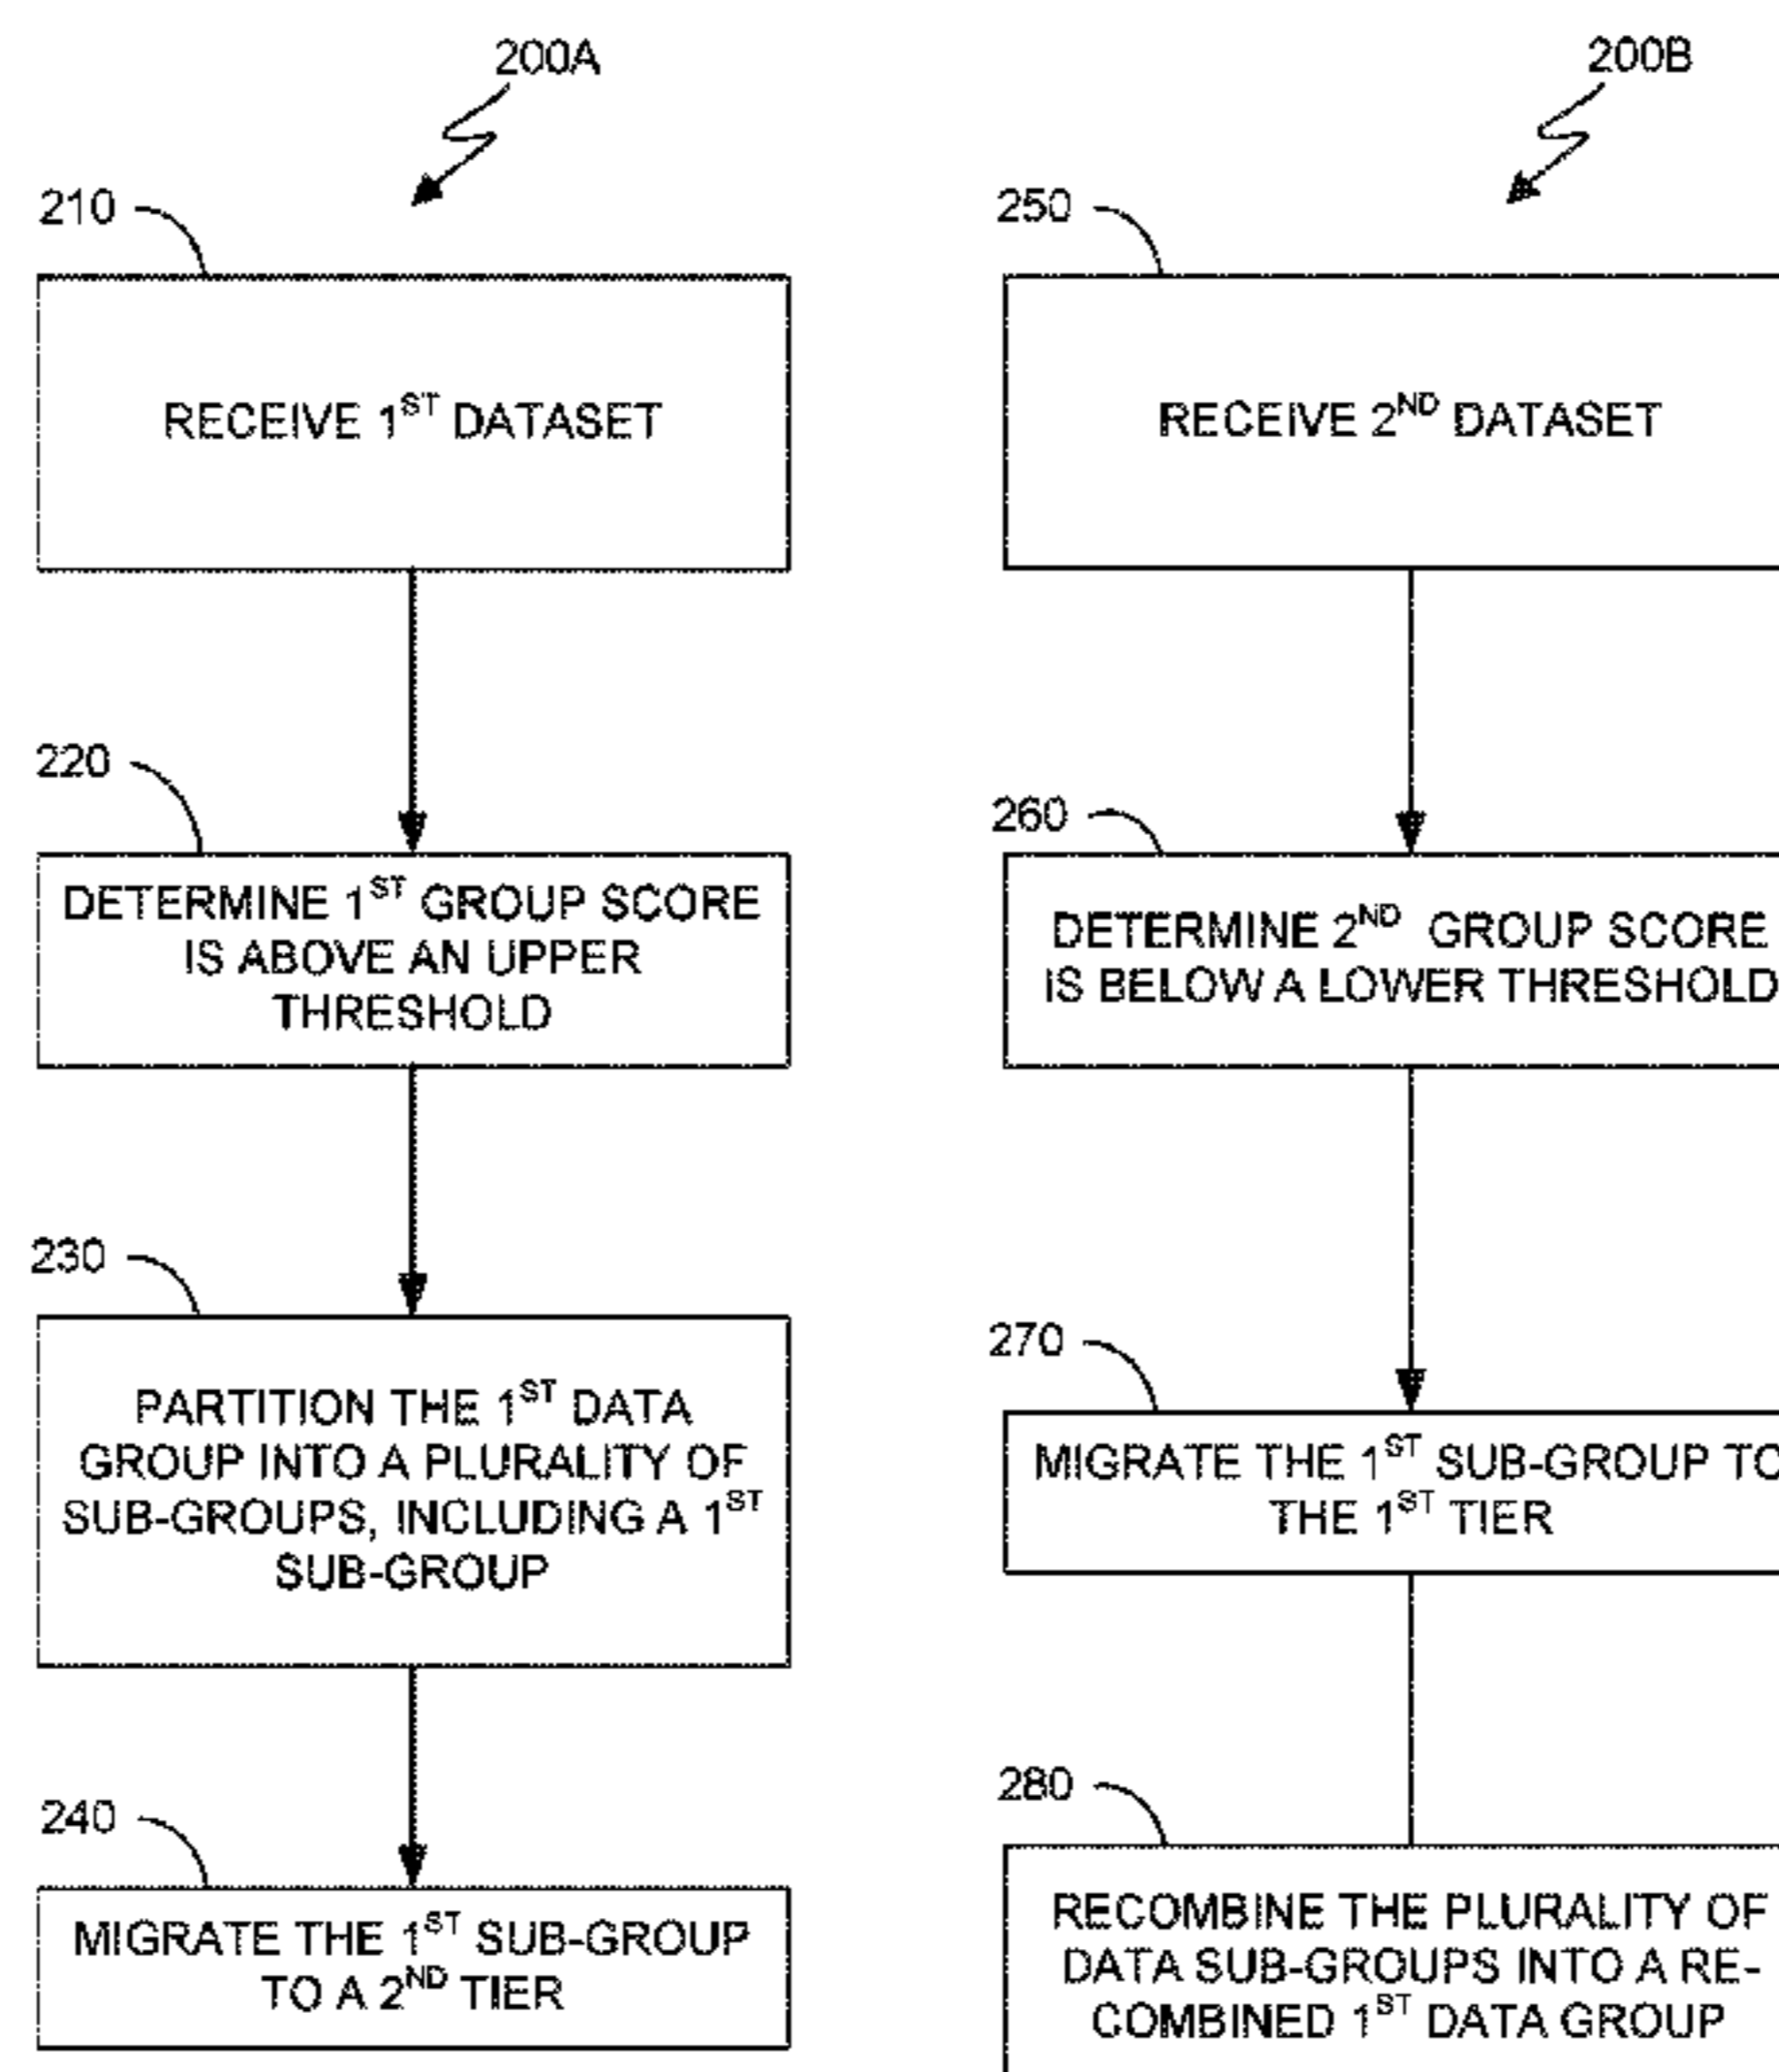 200A
210
RECEIVE 1ST DATASET
220
DETERMINE 1ST GROUP SCORE
IS ABOVE AN UPPER
THRESHOLD
230
PARTITION THE 1ST DATA
GROUP INTO A PLURALITY OF
SUB-GROUPS, INCLUDING A 1ST
SUB-GROUP
240
MIGRATE THE 1ST SUB-GROUP
TO A 2ND TIER
200B
250
RECEIVE 2ND DATASET
260
DETERMINE 2ND GROUP SCORE
IS BELOW A LOWER THRESHOLD
270
MIGRATE THE 1ST SUB-GROUP TO
THE 1ST TIER
280
RECOMBINE THE PLURALITY OF
DATA SUB-GROUPS INTO A RE-
COMBINED 1ST DATA GROUP